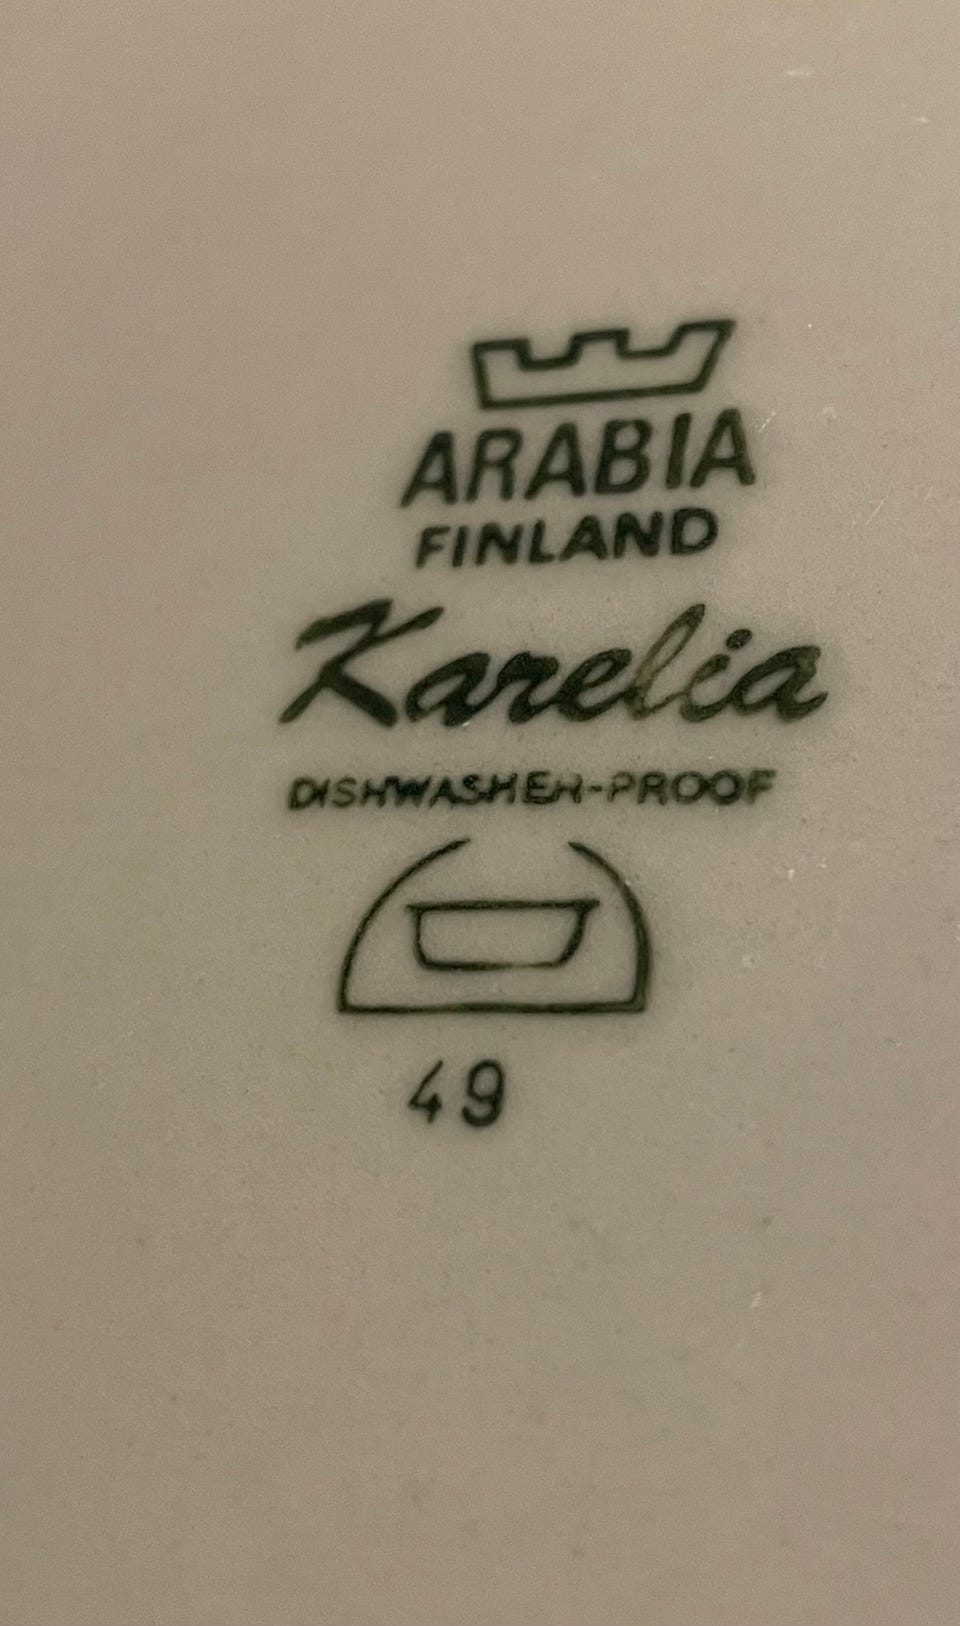 ARABIA
FINLAND
Karelia
DISHWASHER-PROOF
49